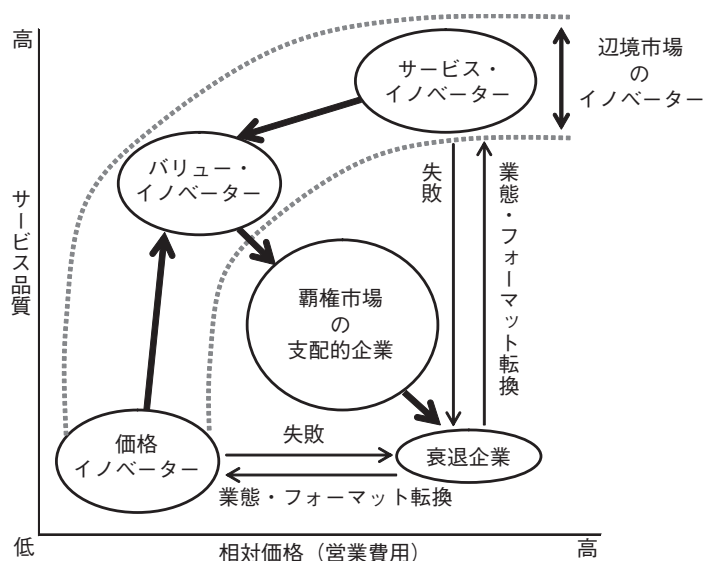 高
サービス・
イノベーター
辺境市場
の
イノベーター
バリュー・
イノベーター
失敗
業態・フォーマット転換
サービス品質
覇権市場
の
支配的企業
価格
イノベーター
失敗
衰退企業
業態・フォーマット転換
低
相対価格（営業費用）
高